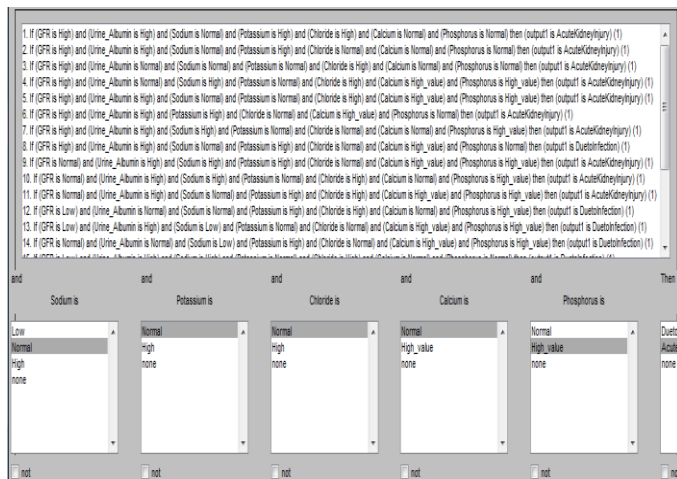 1. If (GFR is High) and (Urine_Albumin is High) and (Sodium is Normal) and (Potassium is High) and (Chloride is High) and (Calcium is Normal) and (Phosphorus is Normal) then (output1 is AcuteKidneyInjury) (1)
2. If (GFR is High) and (Urine_Albumin is High) and (Sodium is Normal) and (Potassium is High) and (Chloride is Normal) and (Calcium is Normal) and (Phosphorus is Normal) then (output1 is AcuteKidneyInjury) (1)
3. If (GFR is High) and (Urine_Albumin is Normal) and (Sodium is Normal) and (Potassium is Normal) and (Chloride is High) and (Calcium is Normal) and (Phosphorus is High_value) then (output1 is AcuteKidneyInjury) (1)
4. If (GFR is High) and (Urine_Albumin is High) and (Sodium is High) and (Potassium is Normal) and (Chloride is High) and (Calcium is High_value) and (Phosphorus is High_value) then (output1 is AcuteKidneyInjury) (1)
5. If (GFR is High) and (Urine_Albumin is High) and (Sodium is Normal) and (Potassium is High) and (Chloride is High) and (Calcium is High_value) and (Phosphorus is High_value) then (output1 is AcuteKidneyInjury) (1)
6. If (GFR is High) and (Urine_Albumin is High) and (Potassium is High) and (Chloride is Normal) and (Calcium is High_value) and (Phosphorus is Normal) then (output1 is AcuteKidneyInjury) (1)
7. If (GFR is High) and (Urine_Albumin is High) and (Sodium is High) and (Potassium is Normal) and (Chloride is Normal) and (Calcium is Normal) and (Phosphorus is High_value) then (output1 is AcuteKidneyInjury) (1)
8. If (GFR is High) and (Urine_Albumin is High) and (Sodium is Normal) and (Potassium is High) and (Chloride is High) and (Calcium is Normal) and (Phosphorus is Normal) then (output1 is DuetoInfection) (1)
9. If (GFR is Normal) and (Urine_Albumin is High) and (Sodium is High) and (Potassium is High) and (Chloride is High) and (Calcium is Normal) and (Phosphorus is High_value) then (output1 is AcuteKidneyInjury) (1)
10. If (GFR is Normal) and (Urine_Albumin is High) and (Sodium is Normal) and (Potassium is Normal) and (Chloride is High) and (Calcium is Normal) and (Phosphorus is High_value) then (output1 is AcuteKidneyInjury) (1)
11. If (GFR is Normal) and (Urine_Albumin is High) and (Sodium is Normal) and (Potassium is High) and (Chloride is High) and (Calcium is High_value) and (Phosphorus is High_value) then (output1 is AcuteKidneyInjury) (1)
12. If (GFR is Low) and (Urine_Albumin is Normal) and (Sodium is Normal) and (Potassium is High) and (Chloride is High) and (Calcium is Normal) and (Phosphorus is High_value) then (output1 is DuetoInfection) (1)
13. If (GFR is Low) and (Urine_Albumin is High) and (Sodium is Low) and (Potassium is Normal) and (Chloride is Normal) and (Calcium is High_value) and (Phosphorus is High_value) then (output1 is DuetoInfection) (1)
14. If (GFR is Normal) and (Urine_Albumin is Normal) and (Sodium is Low) and (Potassium is High) and (Chloride is Normal) and (Calcium is High_value) and (Phosphorus is High_value) then (output1 is DuetoInfection) (1)
and and and and and Then
Sodium is Potassium is Chloride is Calcium is Phosphorus is
Low Normal Normal Normal Normal
Normal High High High_value High_value
High none none none none none
none
not not not not not